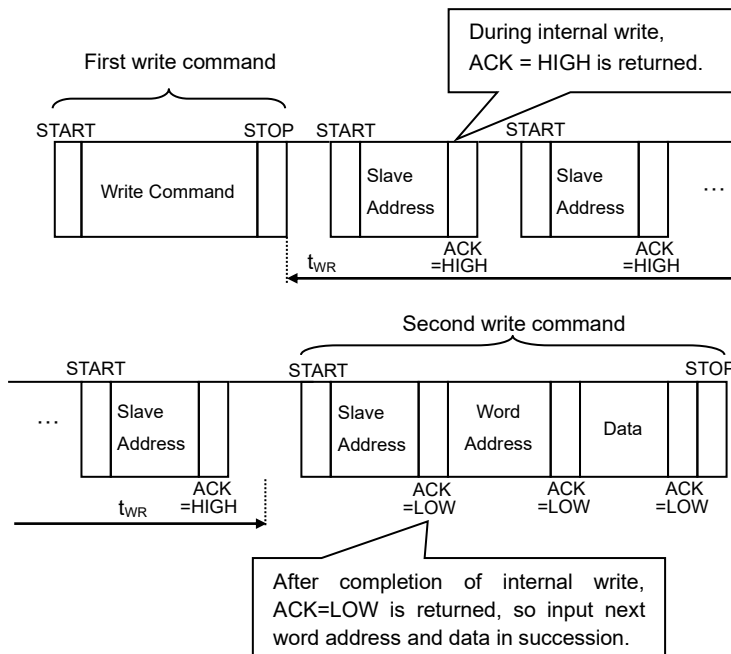 During internal write,
ACK = HIGH is returned.
First write command
START STOP START START
Write Command
Slave
Address
Slave
Address
…
ACK
=HIGH
ACK
=HIGH
tWR
Second write command
START START STOP
…
Slave
Address
Slave
Address
Word
Address
Data
tWR
ACK
=HIGH
ACK
=LOW
ACK
=LOW
ACK
=LOW
After completion of internal write,
ACK=LOW is returned, so input next
word address and data in succession.